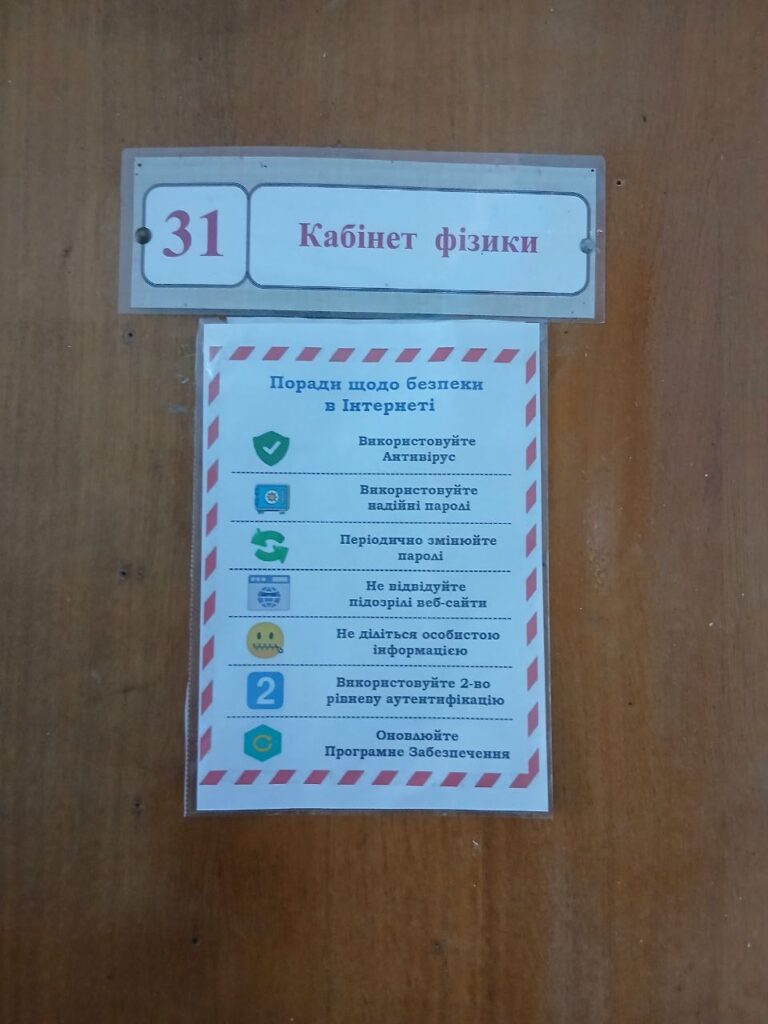 31
Кабінет фізики
Поради щодо безпеки
в Інтернеті
Використовуйте
Антивірус
Використовуйте
надійні паролі
Періодично змінюйте
паролі
Не відвідуйте
підозрілі веб-сайти
Не діліться особистою
інформацією
2
Використовуйте 2-во
рівневу аутентифікацію
Оновлюйте
Програмне Забезпечення